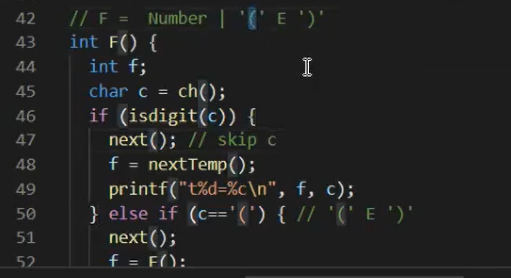 42 // F =  Number | '(' E ')'
43 int F() {
44   int f;
45   char c = ch();
46   if (isdigit(c)) {
47     next(); // skip c
48     f = nextTemp();
49     printf("t%d=%c\n", f, c);
50   } else if (c=='(') { // '(' E ')'
51     next();
52     f = E();